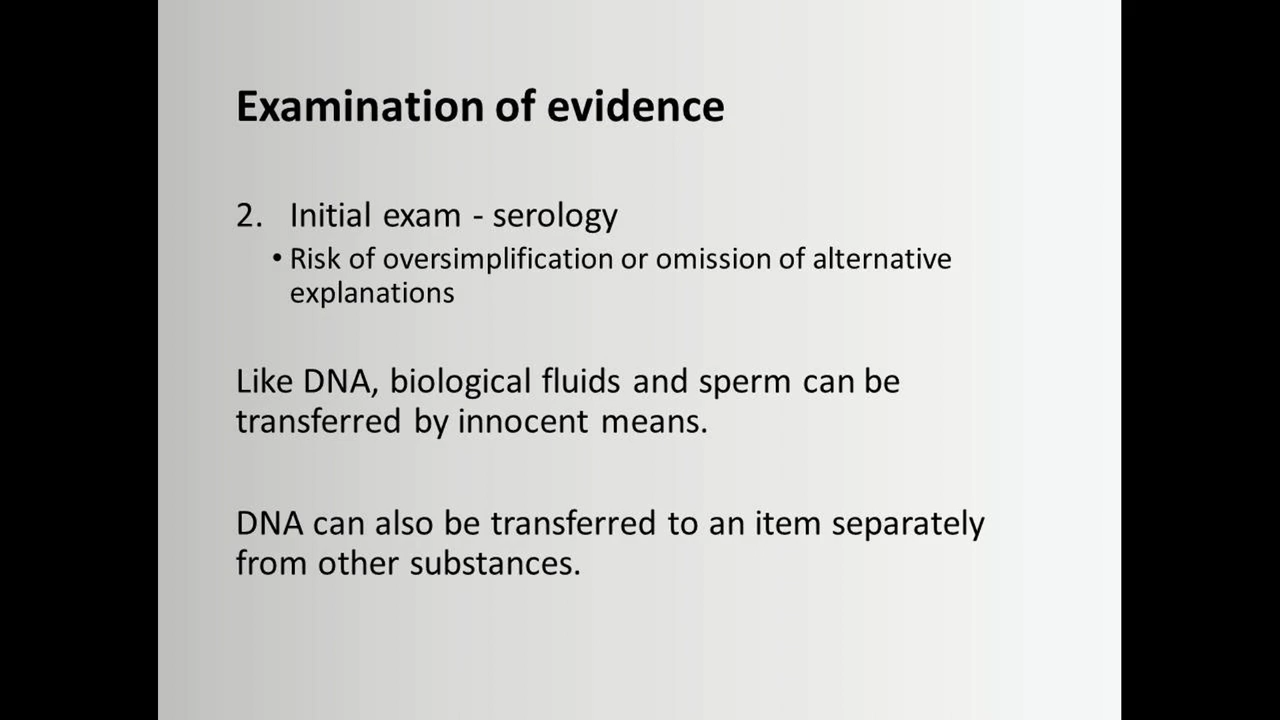 Examination of evidence
2. Initial exam - serology
• Risk of oversimplification or omission of alternative
explanations
Like DNA, biological fluids and sperm can be
transferred by innocent means.
DNA can also be transferred to an item separately
from other substances.